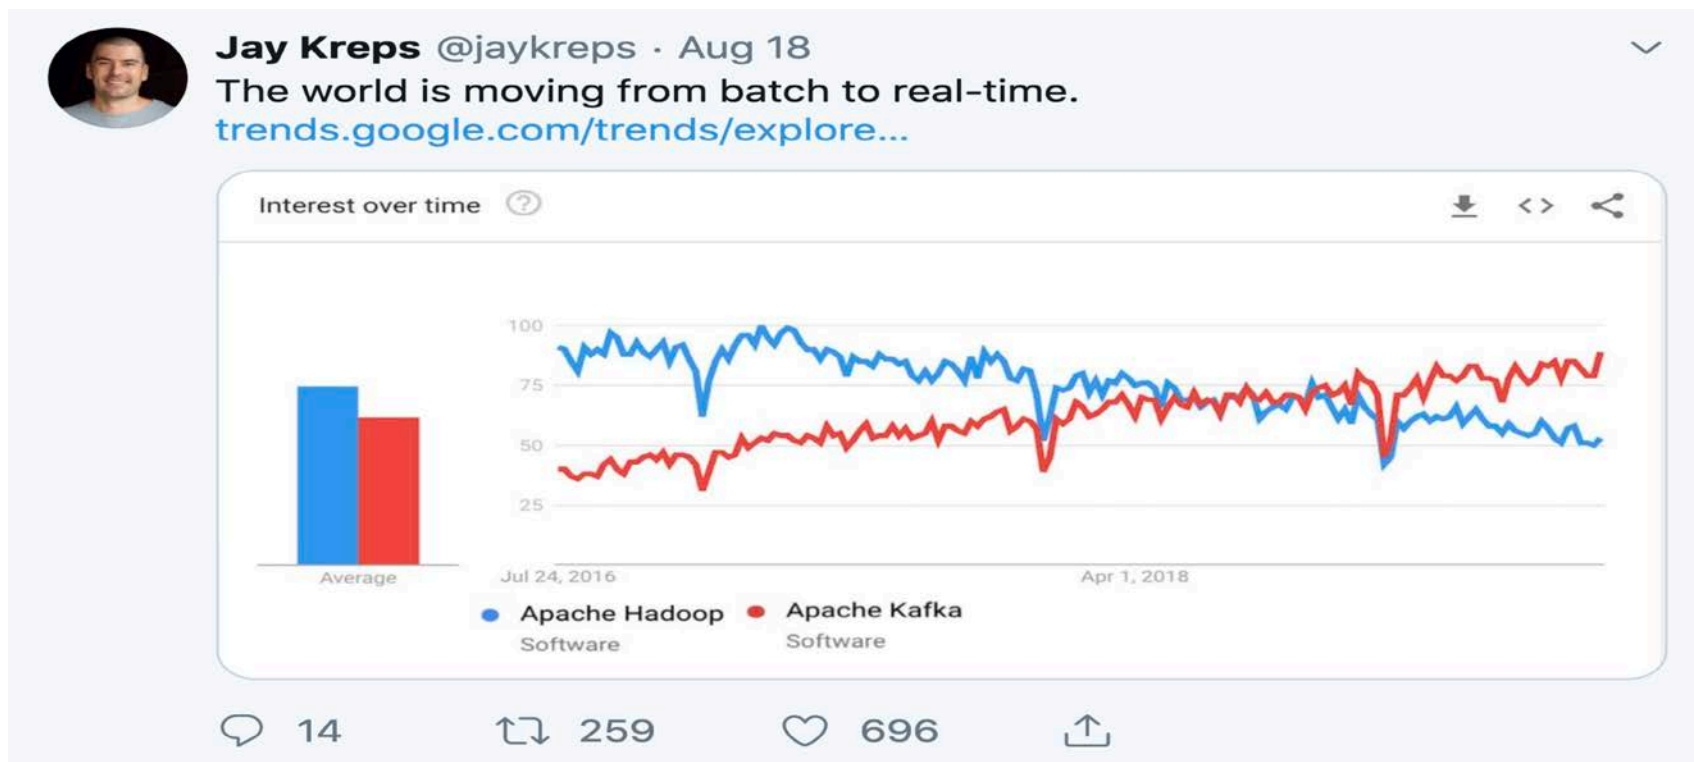 Jay Kreps @jaykreps · Aug 18
The world is moving from batch to real-time.
trends.google.com/trends/explore...
Interest over time ?
100
75
50
25
Average
Jul 24, 2016 Apr 1, 2018
Apache Hadoop Apache Kafka
Software Software
14 259 696